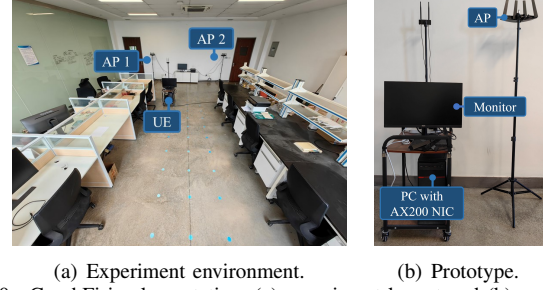 AP 1
AP 2
UE
AP
Monitor
PC with
AX200 NIC
(a) Experiment environment.
(b) Prototype.